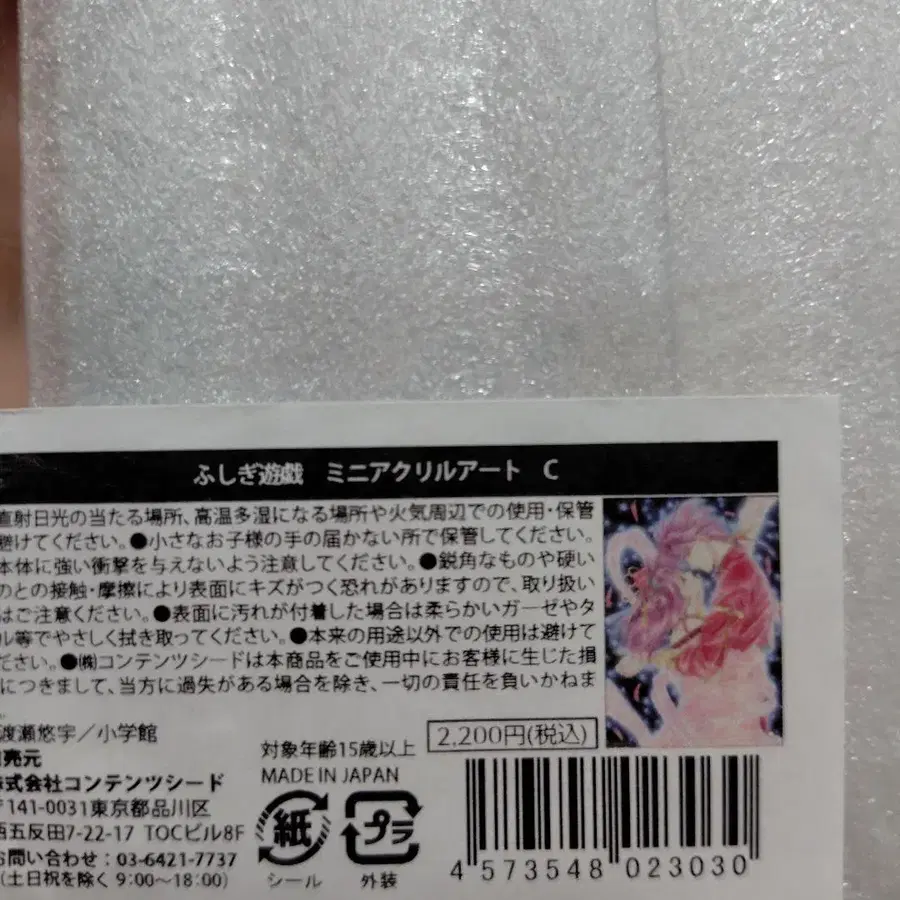 ふしぎ遊戯 ミニアクリルアート C
直射日光の当たる場所、高温多湿になる場所や火気周辺での使用・保管
避けてください。●小さなお子様の手の届かない所で保管してください。
本体に強い衝撃を与えないよう注意してください。●鋭角なものや硬い
のとの接触・摩擦により表面にキズがつく恐れがありますので、取り扱い
はご注意ください。●表面に汚れが付着した場合は柔らかいガーゼやタ
ル等でやさしく拭き取ってください。●本来の用途以外での使用は避けて
ださい。●㈱コンテンツシードは本商品をご使用中にお客様に生じた損
につきまして、当方に過失がある場合を除き、一切の責任を負いかねま
渡瀬悠宇／小学館
売元
株式会社コンテンツシード
〒141-0031東京都品川区
西五反田7-22-17 TOCビル8F
お問い合わせ：03-6421-7737
(土日祝を除く 9:00〜18:00)
対象年齢15歳以上
MADE IN JAPAN
紙
シール
プラ
外装
2,200円(税込)
4 573548 023030